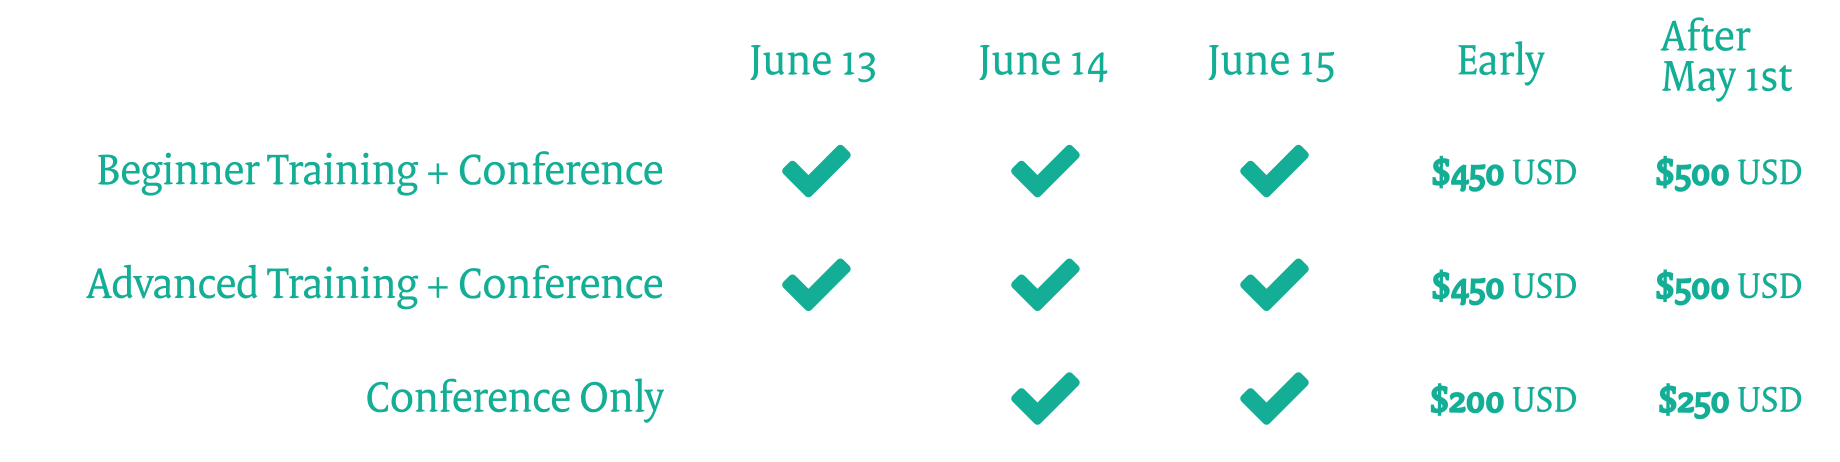 June 13 June 14 June 15 Early After
May 1st
Beginner Training + Conference $450 USD $500 USD
Advanced Training + Conference $450 USD $500 USD
Conference Only $200 USD $250 USD